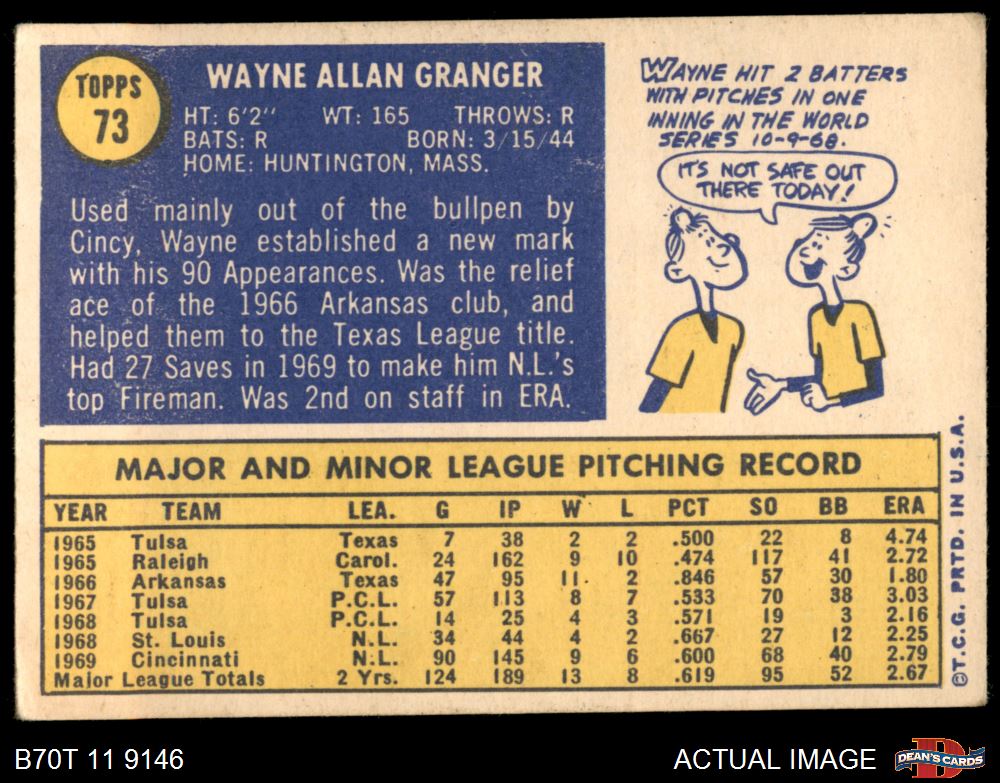 TOPPS
73
WAYNE ALLAN GRANGER
HT: 6'2" WT: 165 THROWS: R
BATS: R BORN: 3/15/44
HOME: HUNTINGTON, MASS.
Used mainly out of the bullpen by
Cincy, Wayne established a new mark
with his 90 Appearances. Was the relief
ace of the 1966 Arkansas club, and
helped them to the Texas League title.
Had 27 Saves in 1969 to make him N.L.'s
top Fireman. Was 2nd on staff in ERA.
WAYNE HIT 2 BATTERS
WITH PITCHES IN ONE
INNING IN THE WORLD
SERIES 10-9-68.
IT'S NOT SAFE OUT
THERE TODAY!
MAJOR AND MINOR LEAGUE PITCHING RECORD
YEAR TEAM LEA. G IP W L PCT SO BB ERA
1965 Tulsa Texas 7 38 2 2 .500 22 8 4.74
1965 Raleigh Carol. 24 162 9 10 .474 117 41 2.72
1966 Arkansas Texas 47 95 11 2 .846 57 30 1.80
1967 Tulsa P.C.L. 57 113 8 7 .533 70 38 3.03
1968 Tulsa P.C.L. 14 25 4 3 .571 19 3 2.16
1968 St. Louis N.L. 34 44 4 2 .667 27 12 2.25
1969 Cincinnati N.L. 90 145 9 6 .600 68 40 2.79
Major League Totals 2 Yrs. 124 189 13 8 .619 95 52 2.67
©T.C.G. PRTD. IN U.S.A.
B70T 11 9146
ACTUAL IMAGE
D
DEAN'S CARDS